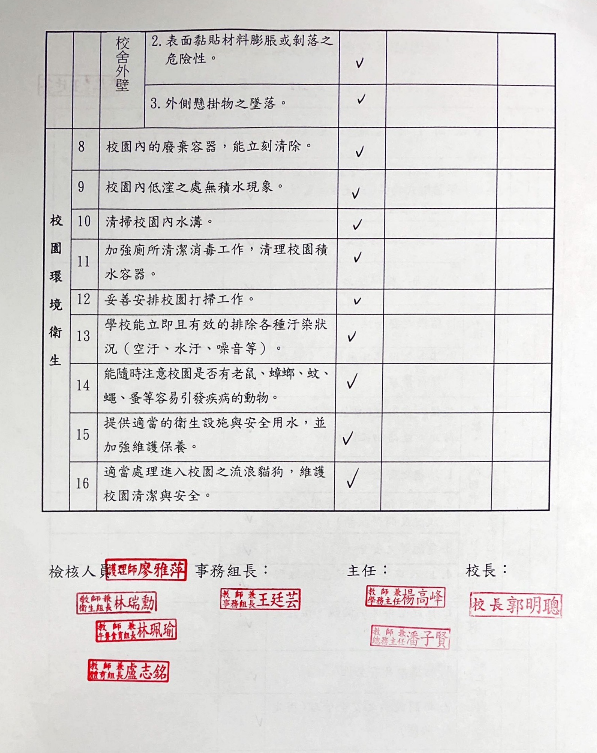 校舍外壁
2.表面黏貼材料膨脹或剝落之
危險性。
✓
3.外側懸掛物之墜落。
✓
校園環境衛生
8 校園內的廢棄容器，能立刻清除。 ✓
9 校園內低漥之處無積水現象。 ✓
10 清掃校園內水溝。 ✓
11 加強廁所清潔消毒工作，清理校園積
水容器。
✓
12 妥善安排校園打掃工作。 ✓
13 學校能立即且有效的排除各種汙染狀
況（空汙、水汙、噪音等）。
✓
14 能隨時注意校園是否有老鼠、蟑螂、蚊、
蠅、蚤等容易引發疾病的動物。
✓
15 提供適當的衛生設施與安全用水，並
加強維護保養。
✓
16 適當處理進入校園之流浪貓狗，維護
校園清潔與安全。
✓
檢核人員 護理師廖雅萍 事務組長： 主任： 校長：
教師兼
衛生組長 林瑞勳
教師兼
事務組長 王廷芸
教師兼
學務主任 楊高峰
校長郭明聰
教師兼
午餐食育組長 林珮瑜
教師兼
總務主任 潘子賢
教師兼
體育組長 盧志銘